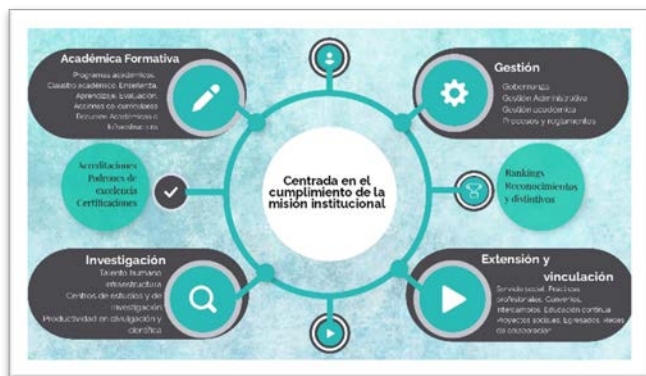 Académica Formativa
Programas académicos.
Claustro académico. Enseñanza.
Aprendizaje. Evaluación.
Acciones co-curriculares
Recursos Académicos e
Infraestructura
Gestión
Gobernanza
Gestión Administrativa
Gestión académica
Procesos y reglamentos
Acreditaciones
Padrones de
excelencia
Certificaciones
Centrada en el
cumplimiento de la
misión institucional
Rankings
Reconocimientos
y distintivos
Investigación
Talento humano
Infraestructura
Centros de estudios y de
investigación
Productividad en divulgación y
científica
Extensión y
vinculación
Servicio social. Prácticas
profesionales. Convenios.
Intercambios. Educación continua
Proyectos sociales. Egresados. Redes
de colaboración